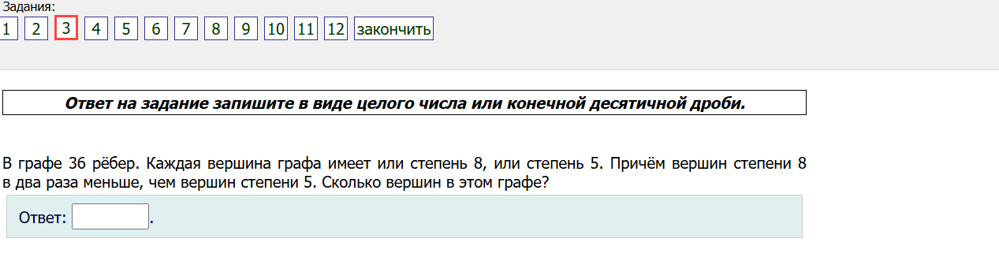 Задания:
1 2 3 4 5 6 7 8 9 10 11 12 закончить
Ответ на задание запишите в виде целого числа или конечной десятичной дроби.
В графе 36 рёбер. Каждая вершина графа имеет или степень 8, или степень 5. Причём вершин степени 8
в два раза меньше, чем вершин степени 5. Сколько вершин в этом графе?
Ответ: .